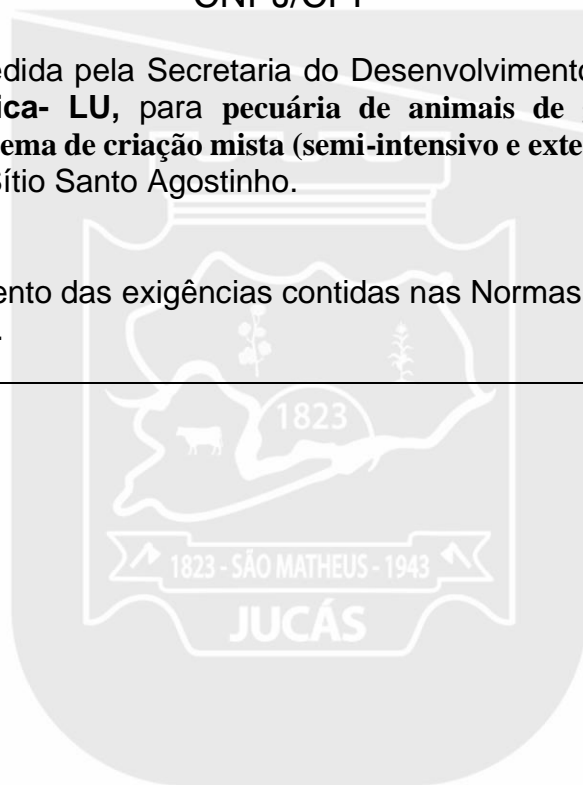 CNPJ/CPF
edida pela Secretaria do Desenvolvimento
ica- LU, para pecuária de animais de
ema de criação mista (semi-intensivo e exte
Sítio Santo Agostinho.
ento das exigências contidas nas Normas
.
1823
1823 - SÃO MATHEUS - 1943
JUCÁS